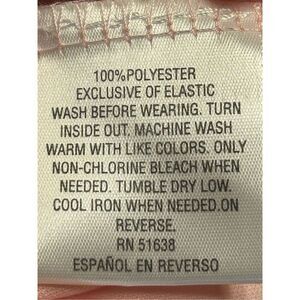 100%POLYESTER
EXCLUSIVE OF ELASTIC
WASH BEFORE WEARING. TURN
INSIDE OUT. MACHINE WASH
WARM WITH LIKE COLORS. ONLY
NON-CHLORINE BLEACH WHEN
NEEDED. TUMBLE DRY LOW.
COOL IRON WHEN NEEDED.ON
REVERSE.
RN 51638
ESPAÑOL EN REVERSO